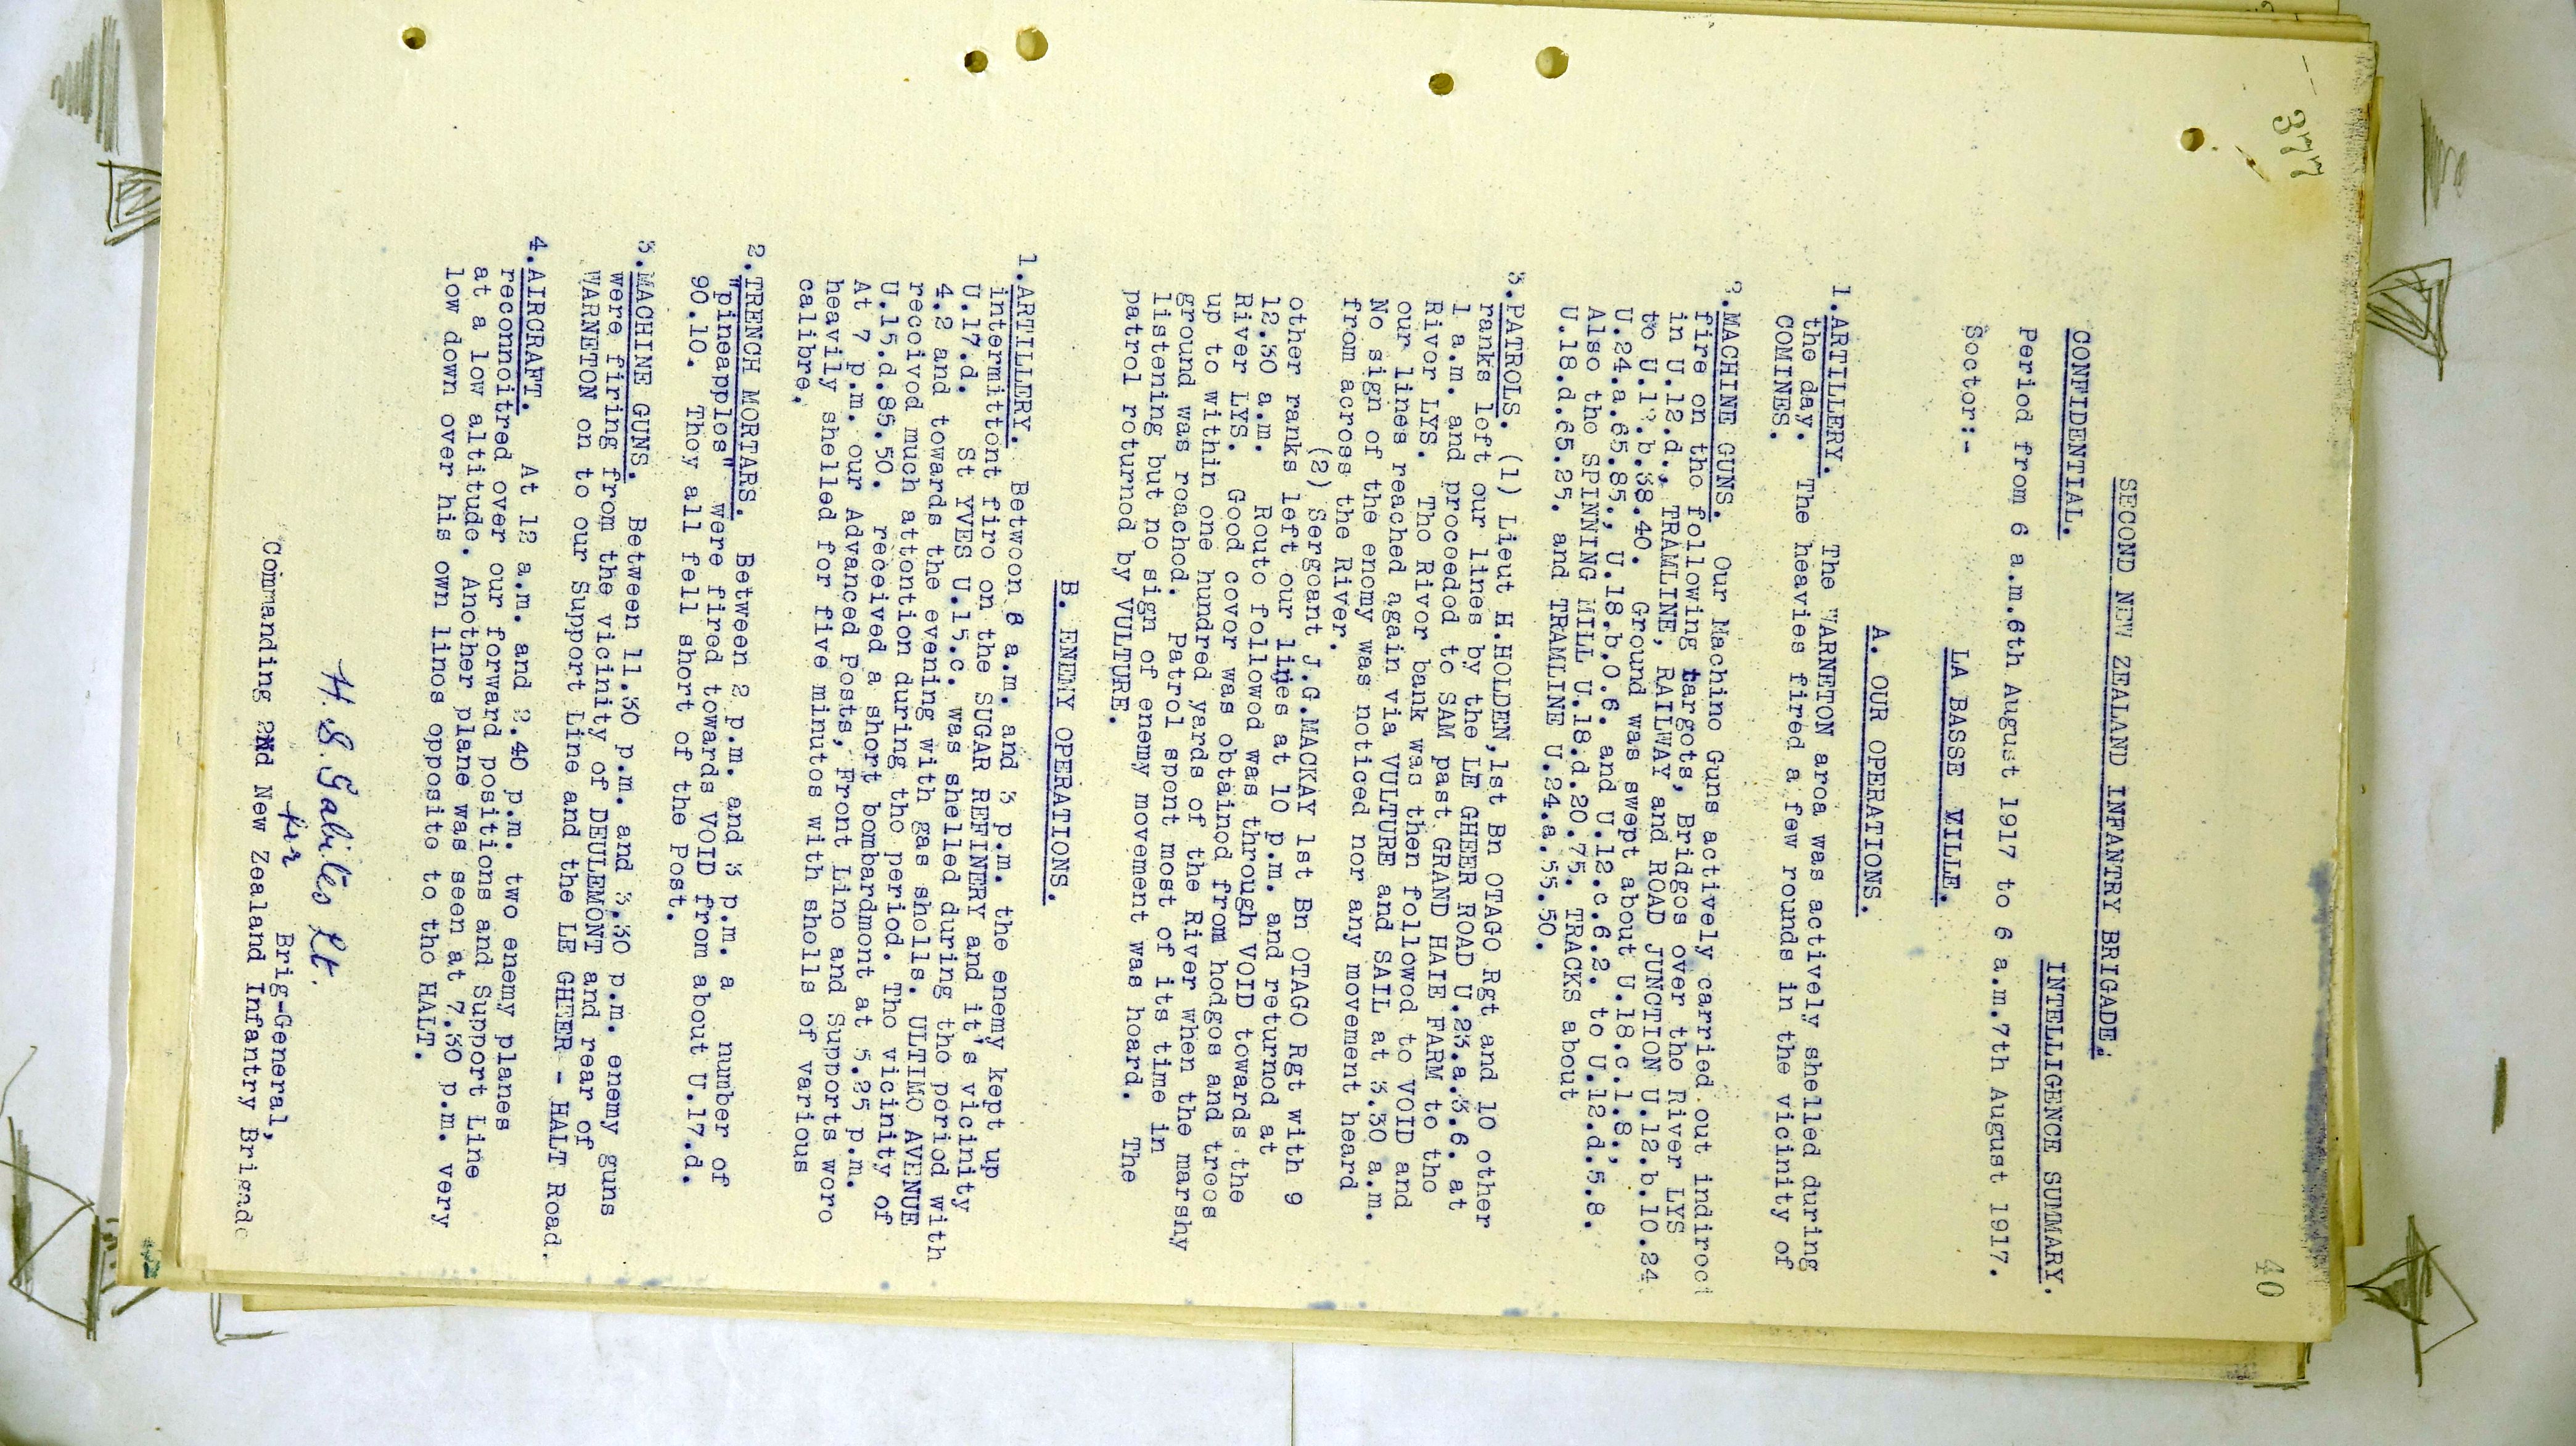 377
40
SECOND NEW ZEALAND INFANTRY BRIGADE.
INTELLIGENCE SUMMARY.
CONFIDENTIAL.
Period from 6 a.m.6th August 1917 to 6 a.m.7th August 1917.
Sector:-
LA BASSE VILLE.
A. OUR OPERATIONS.
1.ARTILLERY. The WARNETON area was actively shelled during
the day. The heavies fired a few rounds in the vicinity of
COMINES.
2.MACHINE GUNS. Our Machine Guns actively carried out indirect
fire on the following targets, Bridges over the River LYS
in U.12.d., TRAMLINE, RAILWAY and ROAD JUNCTION U.12.b.10.24
to U.12.b.38.40. Ground was swept about U.18.c.1.8.,
U.24.a.65.85., U.18.b.0.6. and U.12.c.6.2. to U.12.d.5.8.
Also the SPINNING MILL U.18.d.20.75. TRACKS about
U.18.d.65.25. and TRAMLINE U.24.a.55.50.
3.PATROLS. (1) Lieut H.HOLDEN,1st Bn OTAGO Rgt and 10 other
ranks left our lines by the LE GHEER ROAD U.23.a.3.6. at
1 a.m. and proceeded to SAM past GRAND HAIE FARM to the
River LYS. The River bank was then followed to VOID and
our lines reached again via VULTURE and SAIL at 3.30 a.m.
No sign of the enemy was noticed nor any movement heard
from across the River.
(2) Sergeant J.G.MACKAY 1st Bn OTAGO Rgt with 9
other ranks left our lines at 10 p.m. and returned at
12.30 a.m. Route followed was through VOID towards the
River LYS. Good cover was obtained from hedges and trees
up to within one hundred yards of the River when the marshy
ground was reached. Patrol spent most of its time in
listening but no sign of enemy movement was heard. The
patrol returned by VULTURE.
B. ENEMY OPERATIONS.
1.ARTILLERY. Between 8 a.m. and 3 p.m. the enemy kept up
intermittent fire on the SUGAR REFINERY and it's vicinity
U.17.d. St YVES U.15.c. was shelled during the period with
4.2 and towards the evening with gas shells. ULTIMO AVENUE
received much attention during the period. The vicinity of
U.15.d.85.50. received a short bombardment at 5.25 p.m.
At 7 p.m. our Advanced Posts, Front Line and Supports were
heavily shelled for five minutes with shells of various
calibre.
2.TRENCH MORTARS. Between 2 p.m. and 3 p.m. a number of
"pineapples" were fired towards VOID from about U.17.d.
90.10. They all fell short of the Post.
3.MACHINE GUNS. Between 11.30 p.m. and 3.30 p.m. enemy guns
were firing from the vicinity of DEULEMONT and rear of
WARNETON on to our Support Line and the LE GHEER - HALT Road.
4.AIRCRAFT. At 12 a.m. and 2.40 p.m. two enemy planes
reconnoitred over our forward positions and Support Line
at a low altitude. Another plane was seen at 7.30 p.m. very
low down over his own lines opposite to the HALT.
H. S. Gabites Lt.
for Brig-General,
Commanding 2nd New Zealand Infantry Brigade